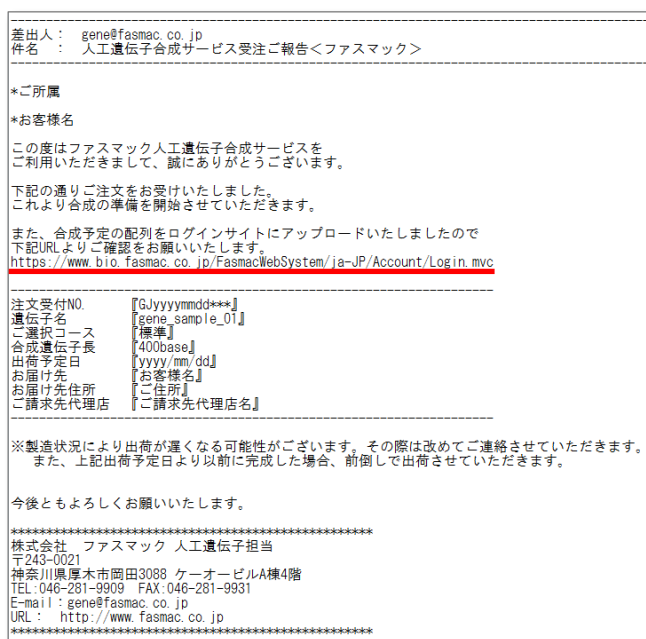 差出人： gene@fasmac.co.jp
件名 ： 人工遺伝子合成サービス受注ご報告＜ファスマック＞
*ご所属
*お客様名
この度はファスマック人工遺伝子合成サービスを
ご利用いただきまして、誠にありがとうございます。
下記の通りご注文をお受けいたしました。
これより合成の準備を開始させていただきます。
また、合成予定の配列をログインサイトにアップロードいたしましたので
下記URLよりご確認をお願いいたします。
https://www.bio.fasmac.co.jp/FasmacWebSystem/ja-JP/Account/Login.mvc
注文受付NO. 『GJyyyymmdd***』
遺伝子名 『gene_sample_01』
ご選択コース 『標準』
合成遺伝子長 『400base』
出荷予定日 『yyyy/mm/dd』
お届け先 『お客様名』
お届け先住所 『ご住所』
ご請求先代理店 『ご請求先代理店名』
※製造状況により出荷が遅くなる可能性がございます。その際は改めてご連絡させていただきます。
また、上記出荷予定日より以前に完成した場合、前倒しで出荷させていただきます。
今後ともよろしくお願いいたします。
**************************************************
株式会社 ファスマック 人工遺伝子担当
〒243-0021
神奈川県厚木市岡田3088 ケーオービルA棟4階
TEL:046-281-9909 FAX:046-281-9931
E-mail：gene@fasmac.co.jp
URL： http://www.fasmac.co.jp
**************************************************